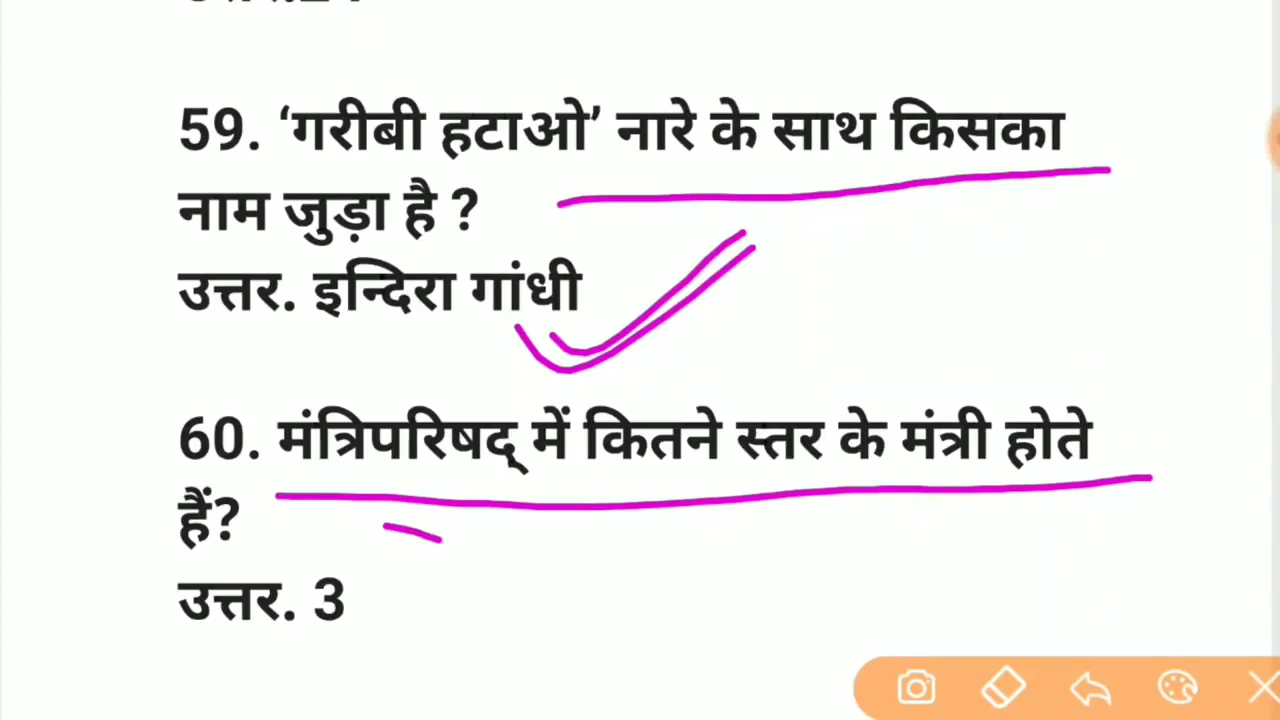 59. ‘गरीबी हटाओ’ नारे के साथ किसका
नाम जुड़ा है ?
उत्तर. इन्दिरा गांधी
60. मंत्रिपरिषद् में कितने स्तर के मंत्री होते
हैं?
उत्तर. 3